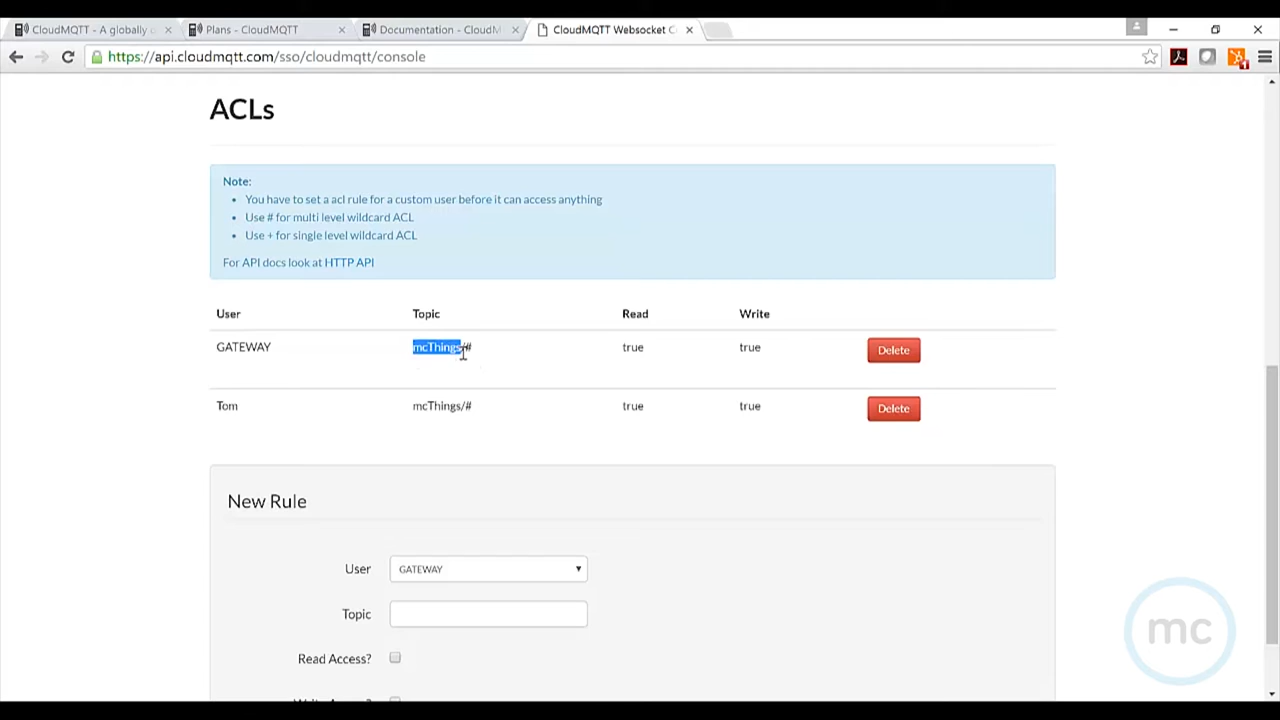 CloudMQTT - A globally
Plans - CloudMQTT
Documentation - CloudM
CloudMQTT Websocket C
https://api.cloudmqtt.com/sso/cloudmqtt/console
ACLs
Note:
• You have to set a acl rule for a custom user before it can access anything
• Use # for multi level wildcard ACL
• Use + for single level wildcard ACL
For API docs look at HTTP API
User Topic Read Write
GATEWAY mcThings/# true true Delete
Tom mcThings/# true true Delete
New Rule
User GATEWAY
Topic
Read Access?
mc